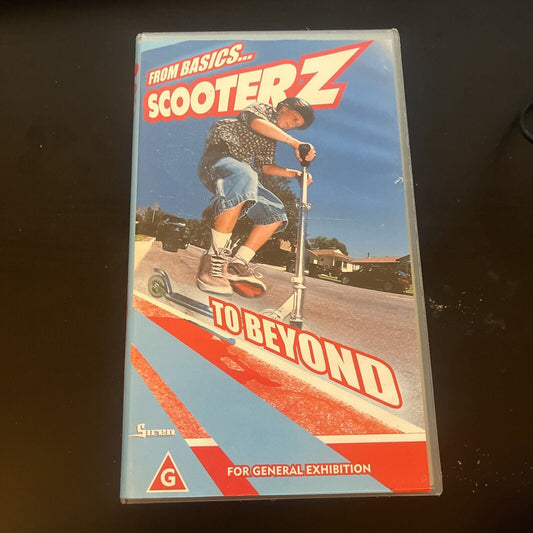 FROM BASICS...
SCOOTERZ
TO BEYOND
Siren
G
FOR GENERAL EXHIBITION